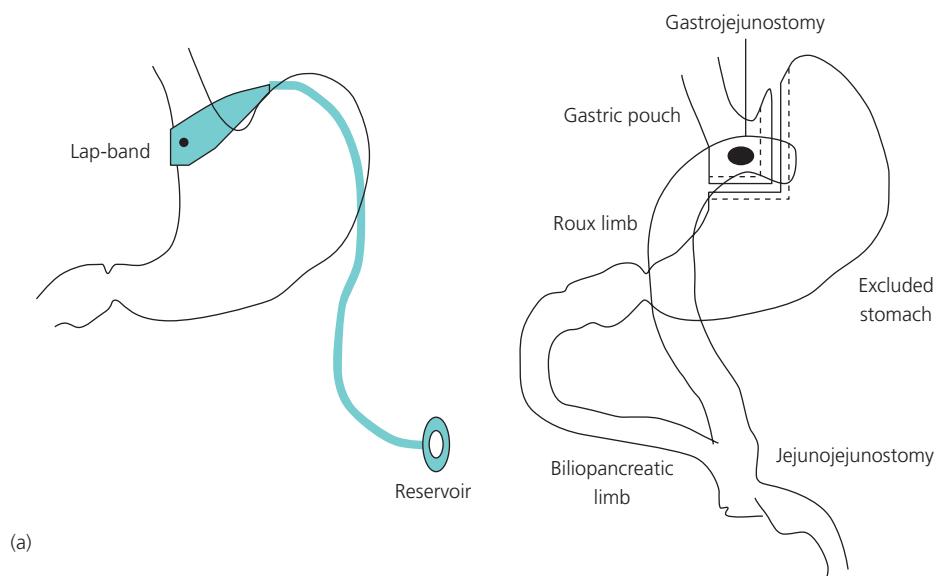 Gastrojejunostomy
Gastric pouch
Lap-band
Roux limb
Excluded
stomach
Jejunojejunostomy
Biliopancreatic
limb
Reservoir
(a)